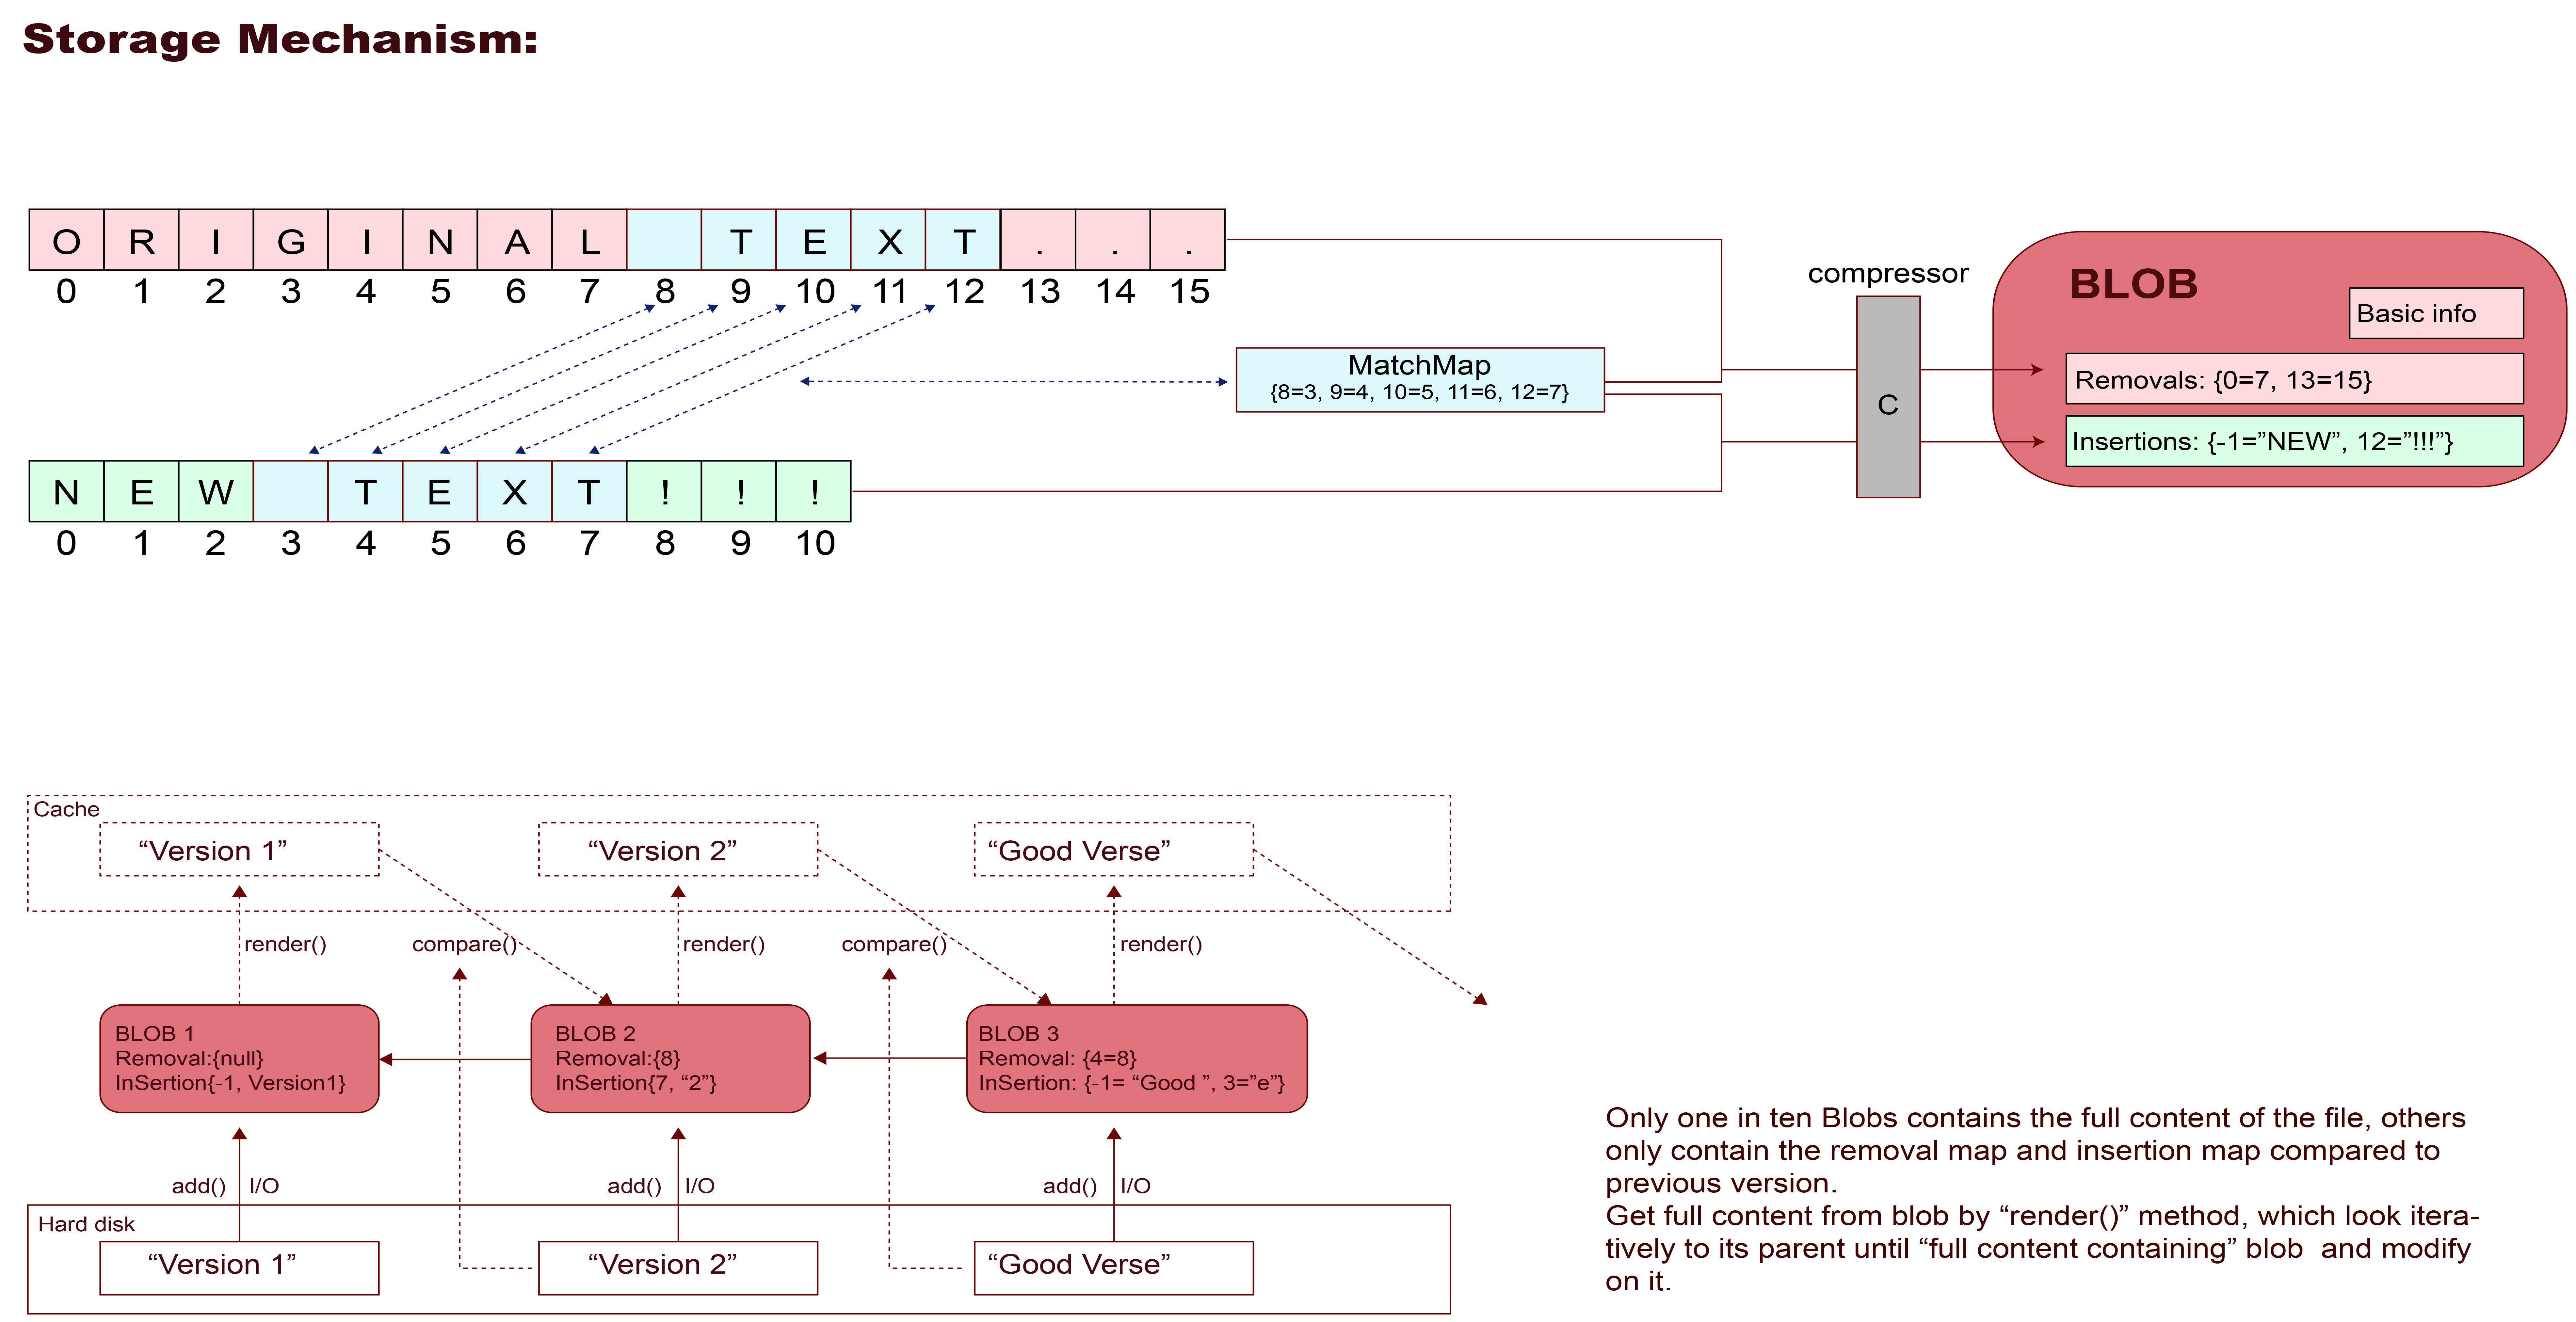 Storage Mechanism:
O R I G I N A L T E X T . . .
0 1 2 3 4 5 6 7 8 9 10 11 12 13 14 15
compressor
BLOB
Basic info
MatchMap
{8=3, 9=4, 10=5, 11=6, 12=7}
Removals: {0=7, 13=15}
C
Insertions: {-1=”NEW”, 12=”!!!”}
N E W T E X T ! ! !
0 1 2 3 4 5 6 7 8 9 10
Cache
“Version 1” “Version 2” “Good Verse”
render() compare() render() compare() render()
BLOB 1
Removal:{null}
InSertion{-1, Version1}
BLOB 2
Removal:{8}
InSertion{7, “2”}
BLOB 3
Removal: {4=8}
InSertion: {-1= “Good ”, 3=”e”}
add() I/O add() I/O add() I/O
Hard disk
“Version 1” “Version 2” “Good Verse”
Only one in ten Blobs contains the full content of the file, others
only contain the removal map and insertion map compared to
previous version.
Get full content from blob by “render()” method, which look itera-
tively to its parent until “full content containing” blob and modify
on it.